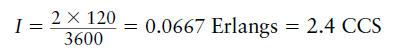 I = 2 × 120 / 3600 = 0.0667 Erlangs = 2.4 CCS